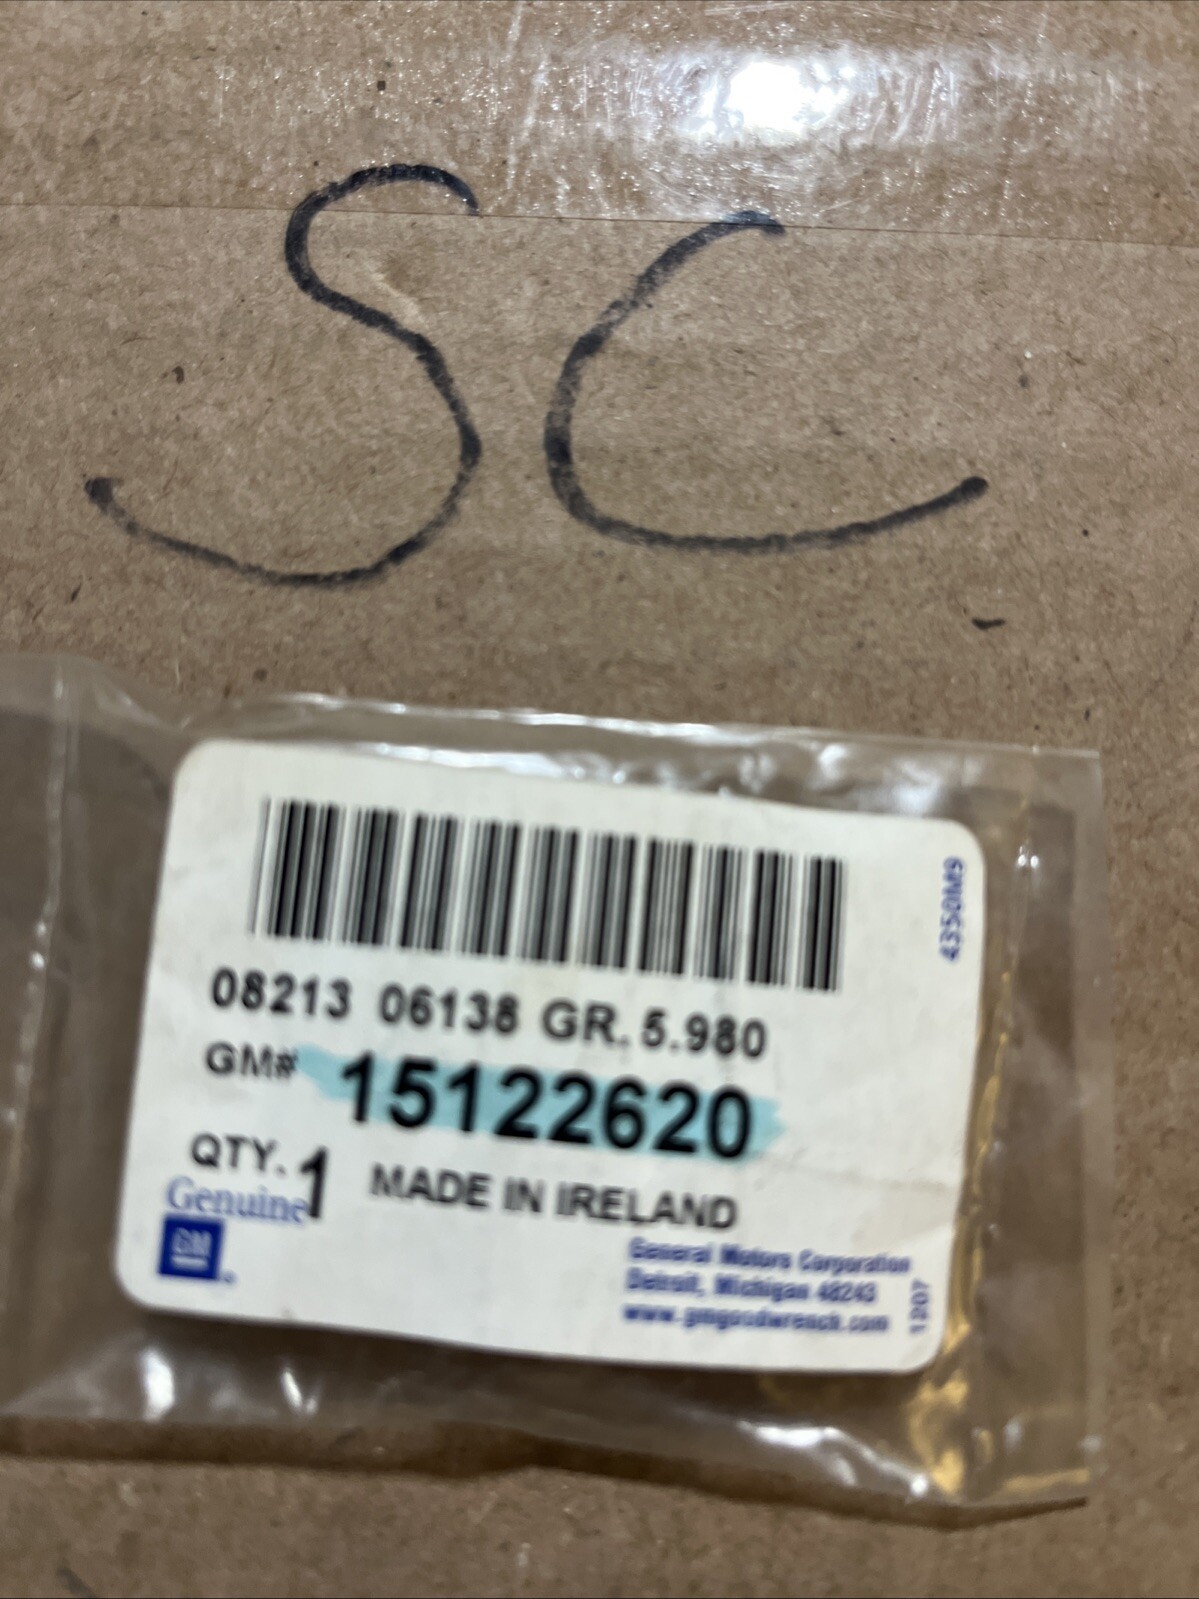 SC
4350M9
08213 06138 GR. 5.980
GM# 15122620
QTY. 1 MADE IN IRELAND
Genuine
GM
General Motors Corporation
Detroit, Michigan 48243
www.gmgoodwrench.com
1207